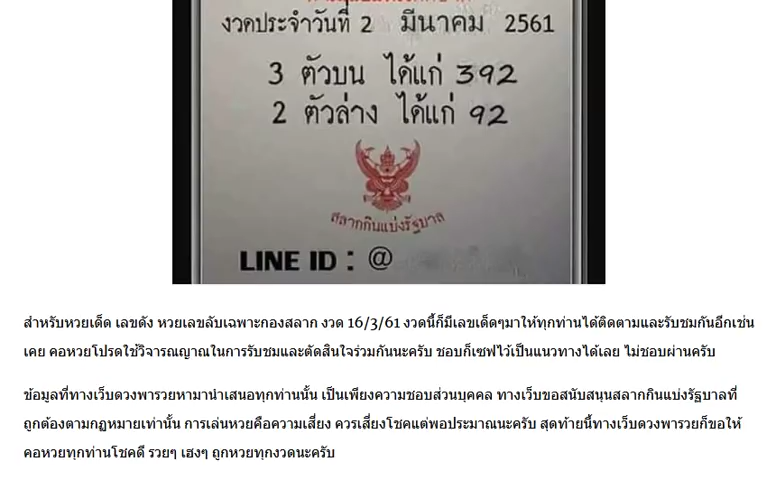 งวดประจำวันที่ 2 มีนาคม 2561
3 ตัวบน ได้แก่ 392
2 ตัวล่าง ได้แก่ 92
สลากกินแบ่งรัฐบาล
LINE ID : @
สำหรับหวยเด็ด เลขดัง หวยเลขลับเฉพาะกองสลาก งวด 16/3/61 งวดนี้ก็มีเลขเด็ดๆมาให้ทุกท่านได้ติดตามและรับชมกันอีกเช่น
เคย คอหวยโปรดใช้วิจารณญาณในการรับชมและตัดสินใจร่วมกันนะครับ ชอบก็เซฟไว้เป็นแนวทางได้เลย ไม่ชอบผ่านครับ
ข้อมูลที่ทางเว็บดวงพารวยหามานำเสนอทุกท่านนั้น เป็นเพียงความชอบส่วนบุคคล ทางเว็บขอสนับสนุนสลากกินแบ่งรัฐบาลที่
ถูกต้องตามกฎหมายเท่านั้น การเล่นหวยคือความเสี่ยง ควรเสี่ยงโชคแต่พอประมาณนะครับ สุดท้ายนี้ทางเว็บดวงพารวยก็ขอให้
คอหวยทุกท่านโชคดี รวยๆ เฮงๆ ถูกหวยทุกงวดนะครับ